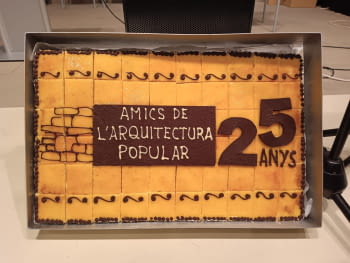 AMICS DE
L'ARQUITECTURA
POPULAR
25
ANYS